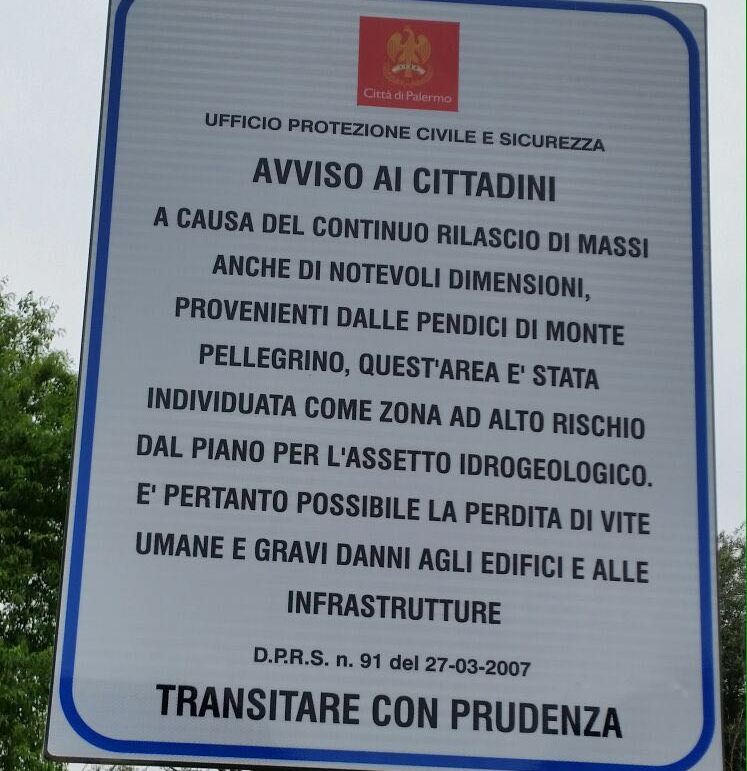 Città di Palermo
UFFICIO PROTEZIONE CIVILE E SICUREZZA
AVVISO AI CITTADINI
A CAUSA DEL CONTINUO RILASCIO DI MASSI
ANCHE DI NOTEVOLI DIMENSIONI,
PROVENIENTI DALLE PENDICI DI MONTE
PELLEGRINO, QUEST'AREA E' STATA
INDIVIDUATA COME ZONA AD ALTO RISCHIO
DAL PIANO PER L'ASSETTO IDROGEOLOGICO.
E' PERTANTO POSSIBILE LA PERDITA DI VITE
UMANE E GRAVI DANNI AGLI EDIFICI E ALLE
INFRASTRUTTURE
D.P.R.S. n. 91 del 27-03-2007
TRANSITARE CON PRUDENZA